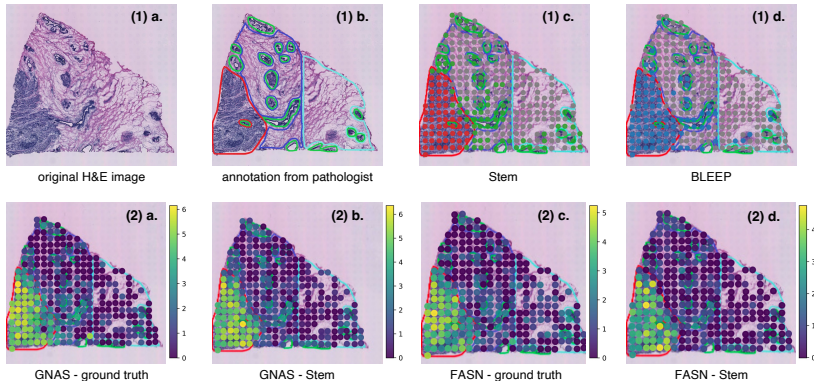 (1) a.
(1) b.
(1) c.
(1) d.
original H&E image
annotation from pathologist
Stem
BLEEP
(2) a.
6
5
4
3
2
1
0
(2) b.
6
5
4
3
2
1
0
(2) c.
5
4
3
2
1
0
(2) d.
4
3
2
1
0
GNAS - ground truth
GNAS - Stem
FASN - ground truth
FASN - Stem